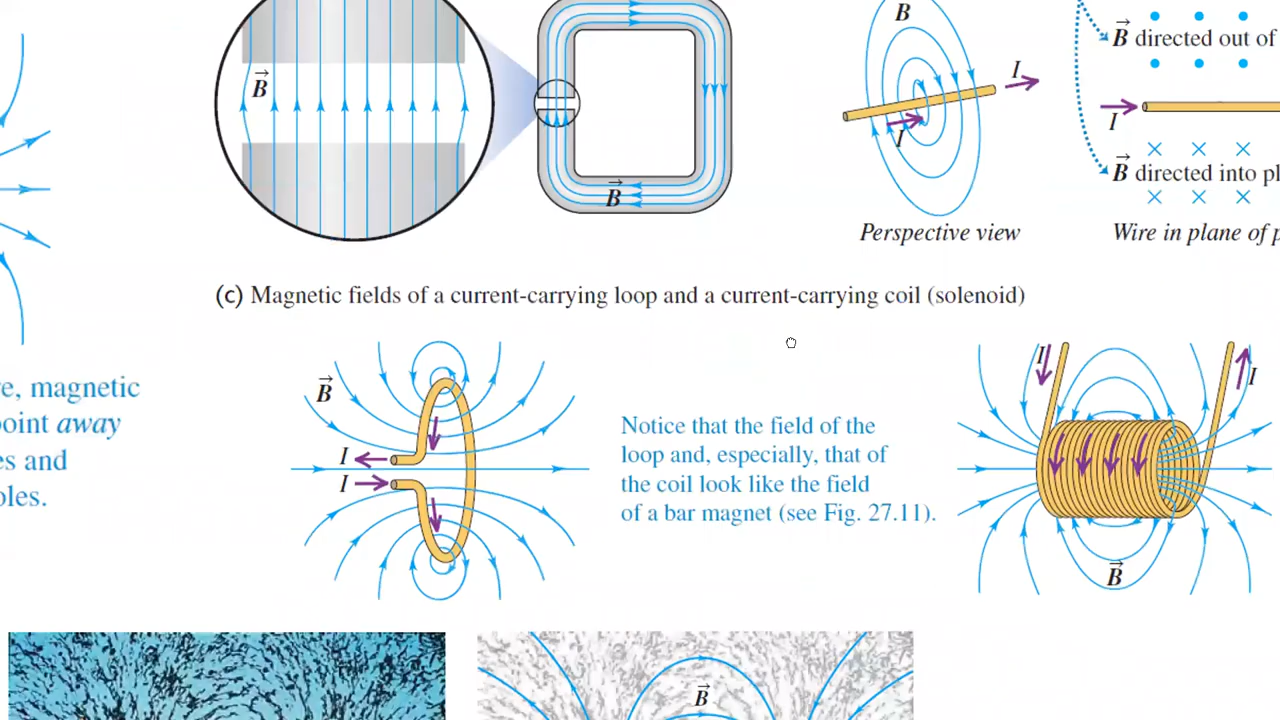 B
I
B directed out of
B
I
I
B directed into pl
B
Perspective view
Wire in plane of p
(c) Magnetic fields of a current-carrying loop and a current-carrying coil (solenoid)
re, magnetic
point away
es and
oles.
B
I
I
Notice that the field of the
loop and, especially, that of
the coil look like the field
of a bar magnet (see Fig. 27.11).
I
I
B
B